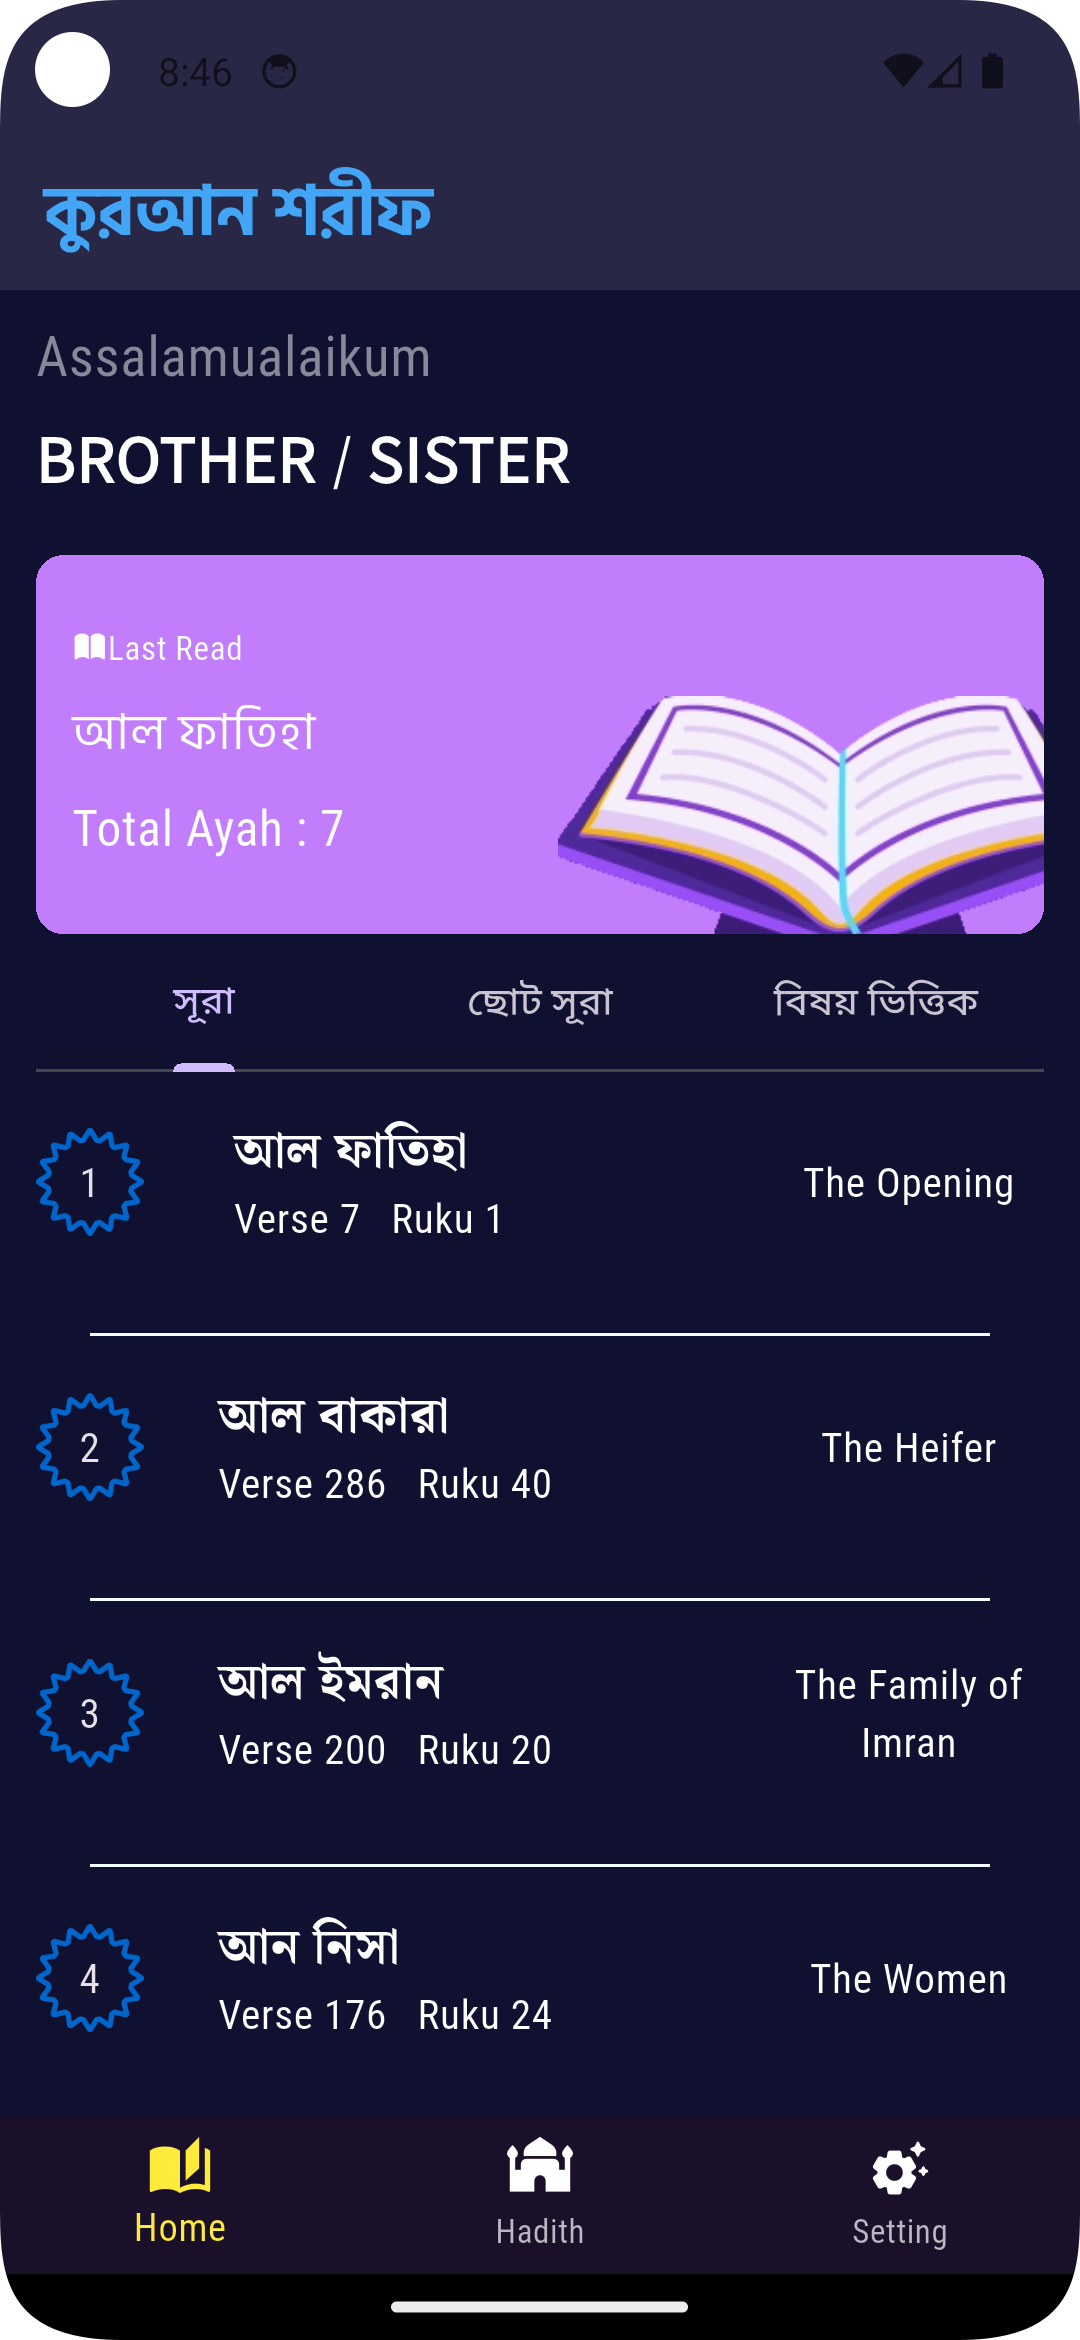 8:46
কুরআন শরীফ
Assalamualaikum
BROTHER / SISTER
Last Read
আল ফাতিহা
Total Ayah : 7
সূরা ছোট সূরা বিষয় ভিত্তিক
1
আল ফাতিহা
Verse 7 Ruku 1
The Opening
2
আল বাকারা
Verse 286 Ruku 40
The Heifer
3
আল ইমরান
Verse 200 Ruku 20
The Family of
Imran
4
আন নিসা
Verse 176 Ruku 24
The Women
Home Hadith Setting